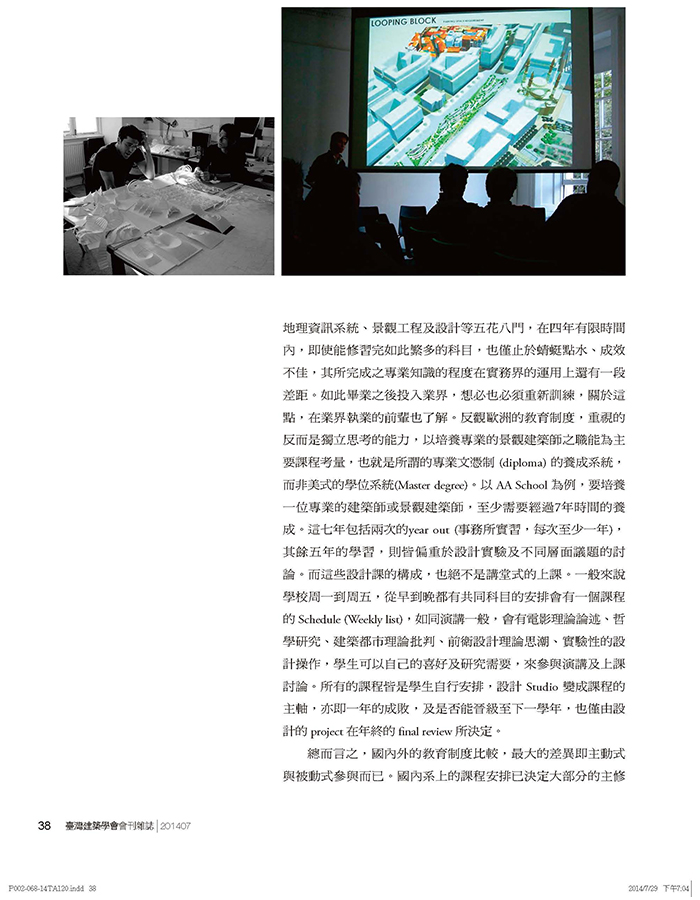 LOOPING BLOCK
地理資訊系統、景觀工程及設計等五花八門，在四年有限時間
內，即使能修習完如此繁多的科目，也僅止於蜻蜓點水、成效
不佳，其所完成之專業知識的程度在實務界的運用上還有一段
差距。如此畢業之後投入業界，想必也必須重新訓練，關於這
點，在業界執業的前輩也了解。反觀歐洲的教育制度，重視的
反而是獨立思考的能力，以培養專業的景觀建築師之職能為主
要課程考量，也就是所謂的專業文憑制 (diploma) 的養成系統，
而非美式的學位系統(Master degree)。以 AA School 為例，要培養
一位專業的建築師或景觀建築師，至少需要經過7年時間的養
成。這七年包括兩次的year out (事務所實習，每次至少一年)，
其餘五年的學習，則皆偏重於設計實驗及不同層面議題的討
論。而這些設計課的構成，也絕不是講堂式的上課。一般來說
學校周一到周五，從早到晚都有共同科目的安排會有一個課程
的 Schedule (Weekly list)，如同演講一般，會有電影理論論述、哲
學研究、建築都市理論批判、前衛設計理論思潮、實驗性的設
計操作，學生可以自己的喜好及研究需要，來參與演講及上課
討論。所有的課程皆是學生自行安排，設計 Studio 變成課程的
主軸，亦即一年的成敗，及是否能晉級至下一學年，也僅由設
計的 project 在年終的 final review 所決定。
總而言之，國內外的教育制度比較，最大的差異即主動式
與被動式參與而已。國內系上的課程安排已決定大部分的主修
38 臺灣建築學會會刊雜誌 | 201407
P002-068-14TA120.indd 38 2014/7/29 下午7:04